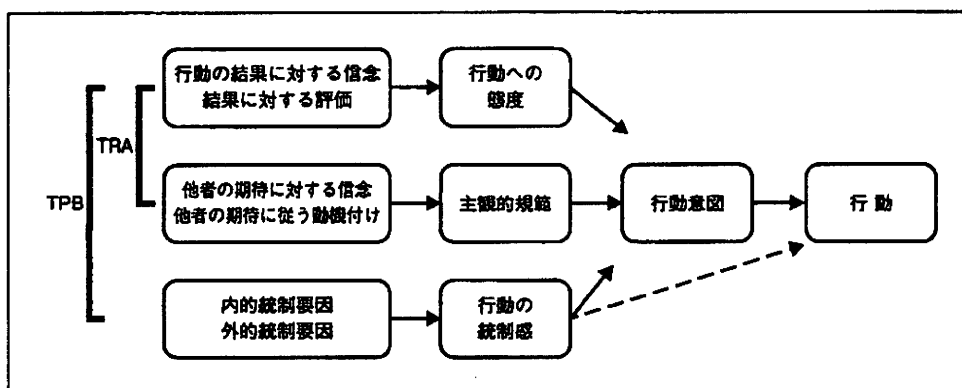 行動の結果に対する信念
結果に対する評価
行動への
態度
TRA
TPB
他者の期待に対する信念
他者の期待に従う動機付け
主観的規範
行動意図
行動
内的統制要因
外的統制要因
行動の
統制感